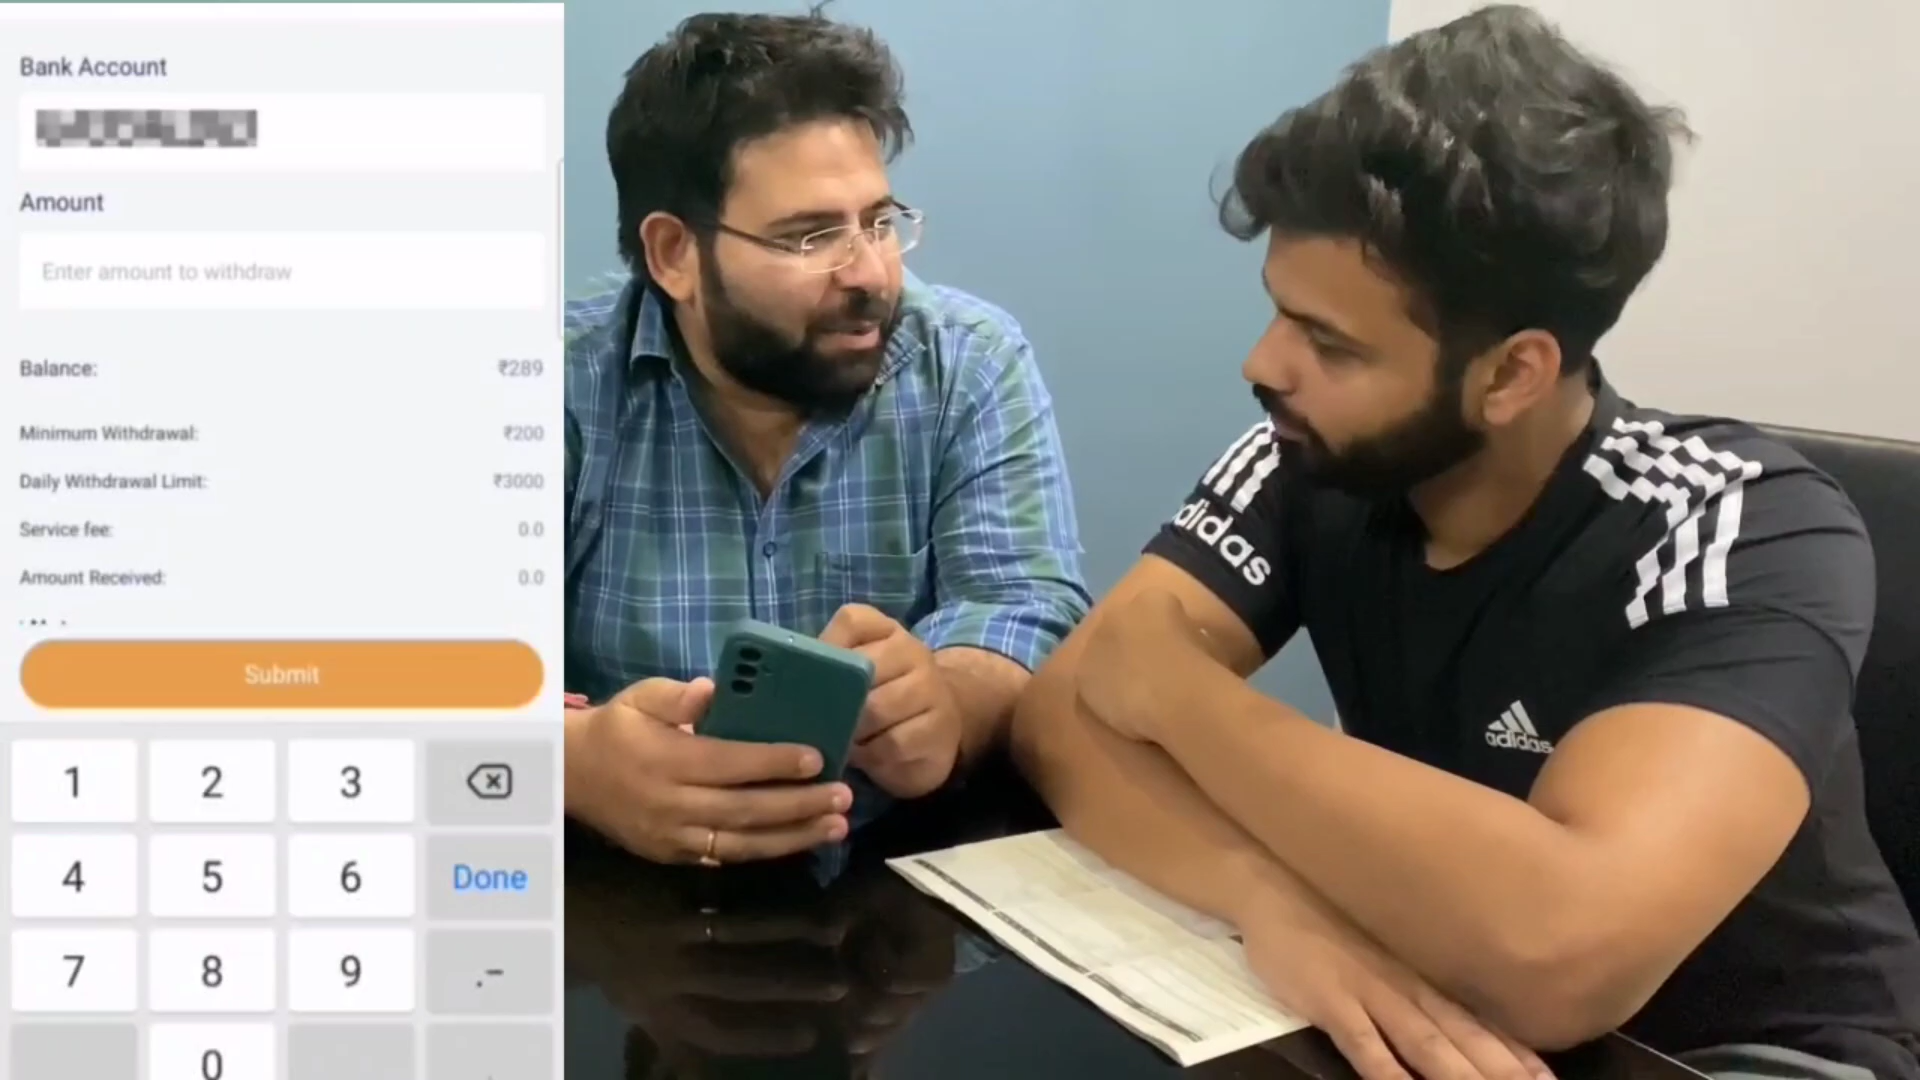 Bank Account
Amount
Enter amount to withdraw
Balance: ₹289
Minimum Withdrawal: ₹200
Daily Withdrawal Limit: ₹3000
Service fee: 0.0
Amount Received: 0.0
Submit
1 2 3
4 5 6 Done
7 8 9 .-
0
adidas
adidas